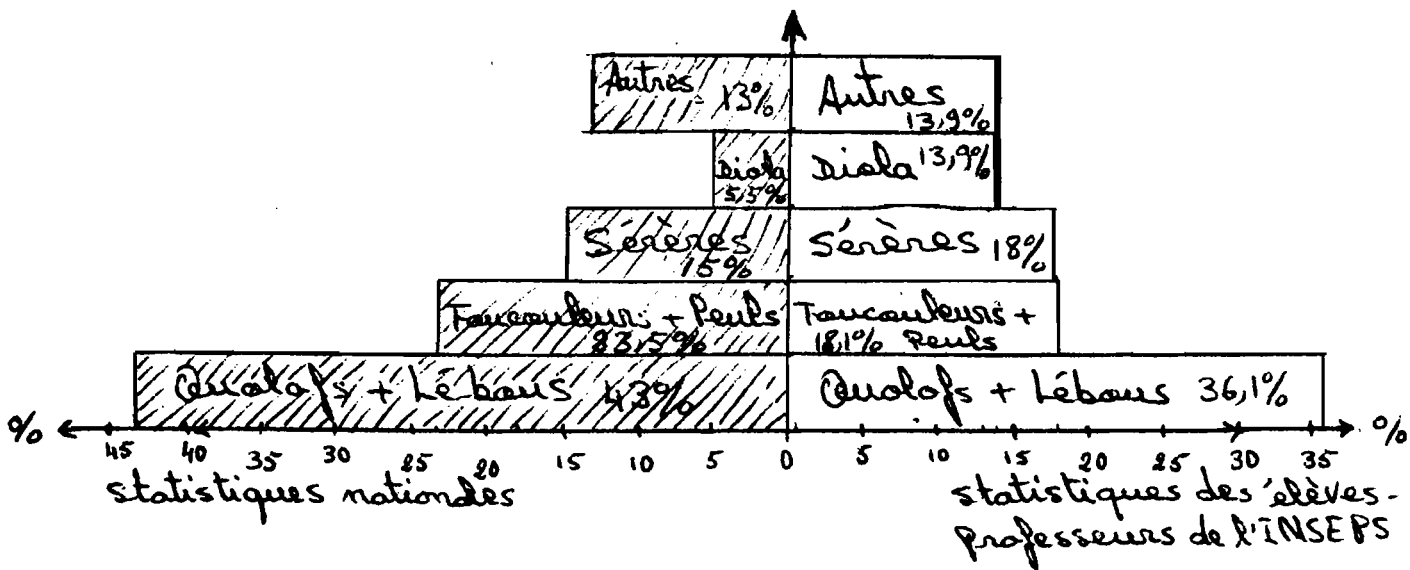 Autres 13%
Autres
13,9%
Diola
5,5%
Diola 13,9%
Sérères
15%
Sérères 18%
Toucouleur + Peuls
23,5%
Toucouleurs +
18,1% Peuls
Ouolofs + Lébous 43%
Ouolofs + Lébous 36,1%
% 45 40 35 30 25 20 15 10 5 0 5 10 15 20 25 30 35 %
statistiques nationales
statistiques des élèves-
professeurs de l'INSEPS